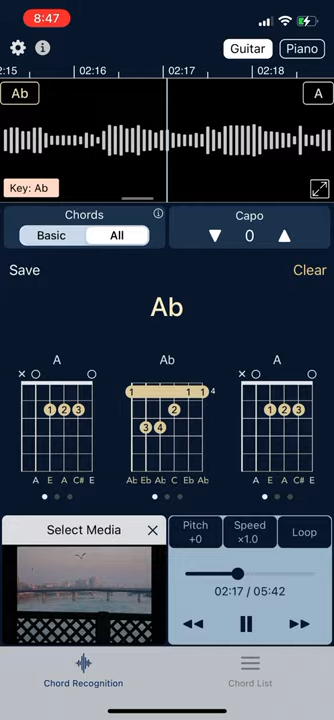 8:47
Guitar
Piano
2:15 02:16 02:17 02:18
Ab
A
Key: Ab
Chords
Capo
Basic
All
0
Save
Clear
Ab
A
Ab
A
1 2 3
1 1 1 4
2
3 4
1 2 3
A E A C# E
Ab Eb Ab C Eb Ab
A E A C# E
Select Media
Pitch
+0
Speed
×1.0
Loop
02:17 / 05:42
Chord Recognition
Chord List